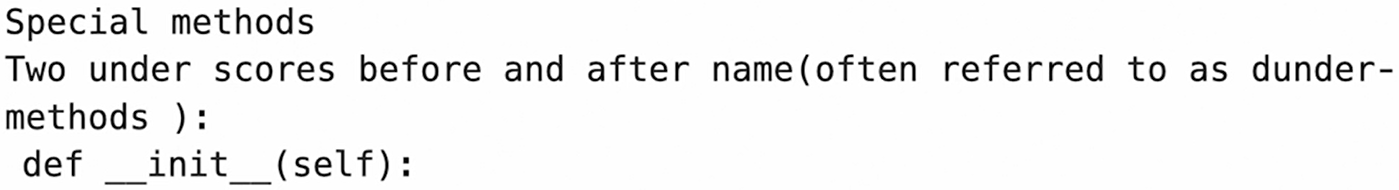 Special methods
Two under scores before and after name(often referred to as dunder-
methods ):
def __init__(self):